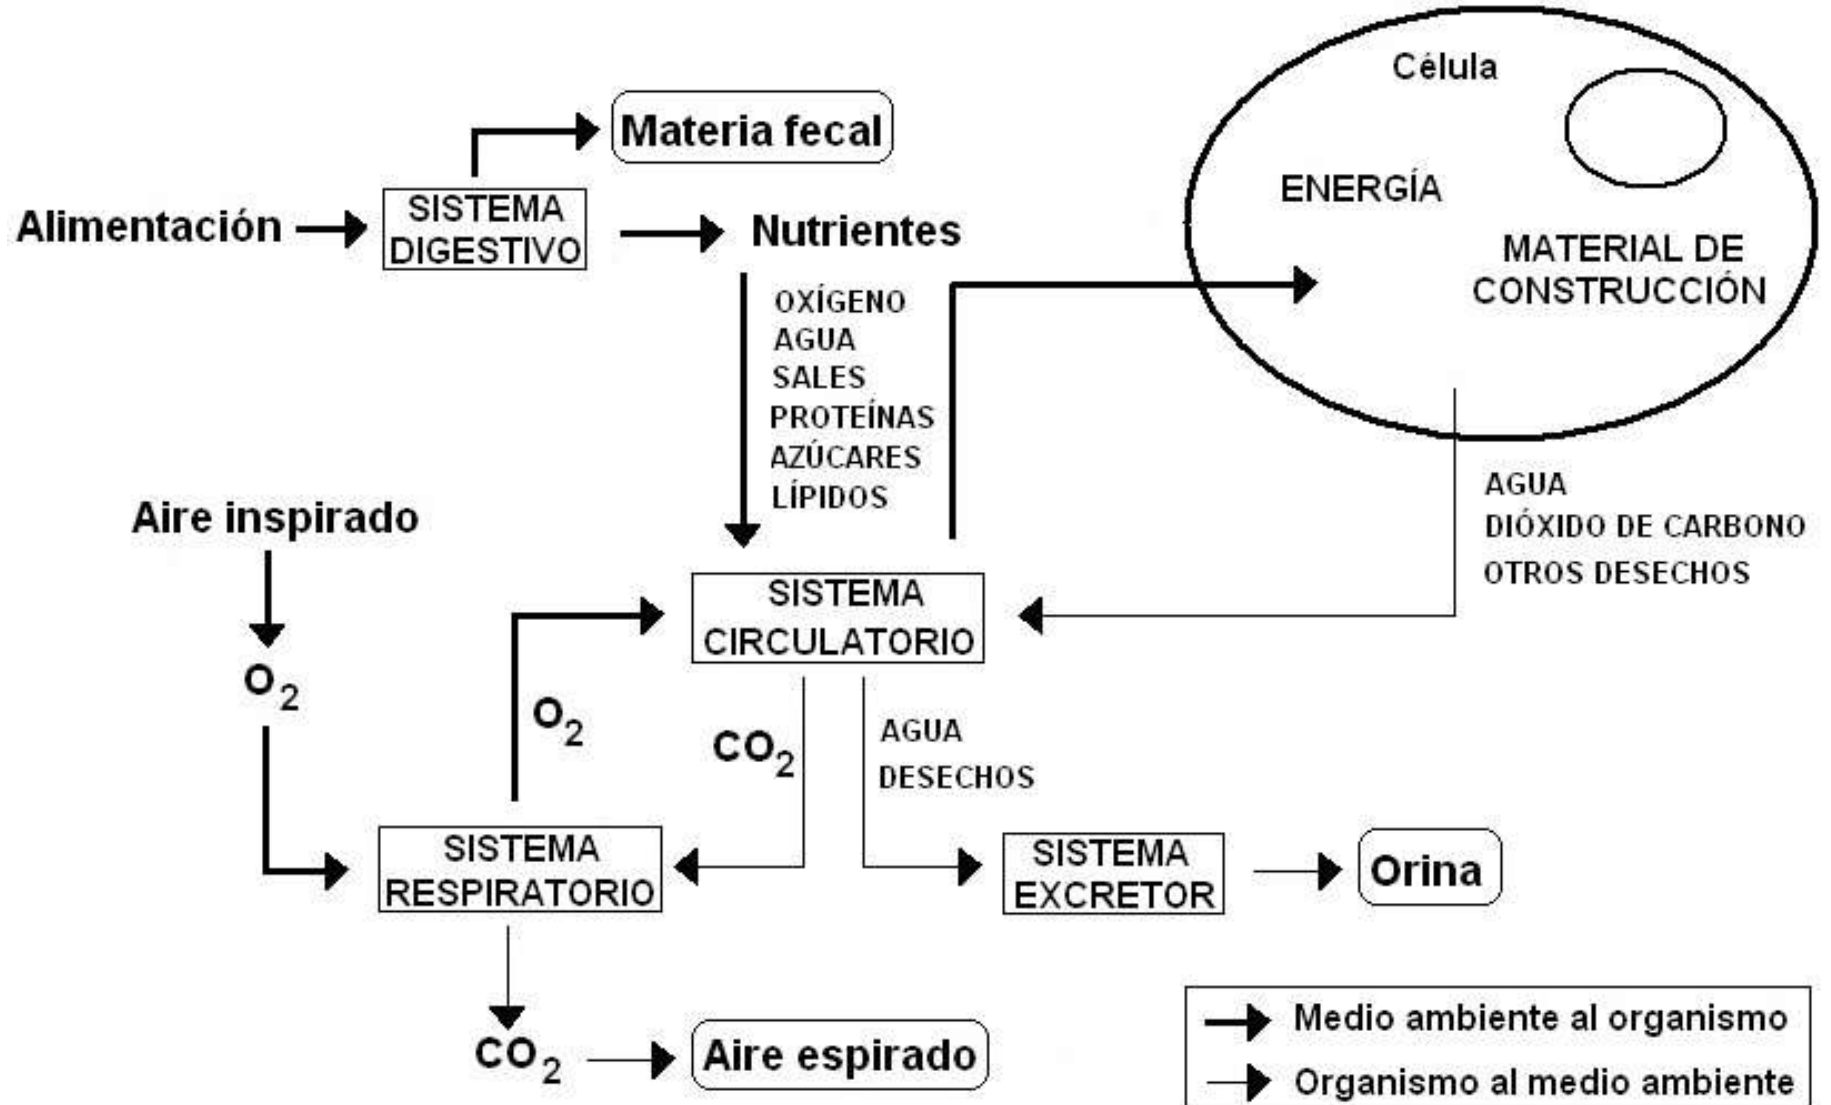 Célula
Materia fecal
ENERGÍA
Alimentación
SISTEMA
DIGESTIVO
Nutrientes
MATERIAL DE
CONSTRUCCIÓN
OXÍGENO
AGUA
SALES
PROTEÍNAS
AZÚCARES
LÍPIDOS
AGUA
DIÓXIDO DE CARBONO
OTROS DESECHOS
Aire inspirado
SISTEMA
CIRCULATORIO
O2
O2
CO2
AGUA
DESECHOS
SISTEMA
RESPIRATORIO
SISTEMA
EXCRETOR
Orina
CO2
Aire espirado
Medio ambiente al organismo
Organismo al medio ambiente